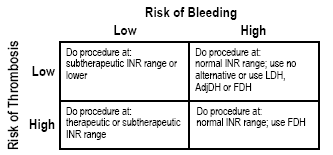 Risk of Bleeding
Low High
Risk of Thrombosis
Low
Do procedure at:
subtherapeutic INR range or
lower
Do procedure at:
normal INR range; use no
alternative or use LDH,
AdjDH or FDH
High
Do procedure at:
therapeutic or subtherapeutic
INR range
Do procedure at:
normal INR range; use FDH